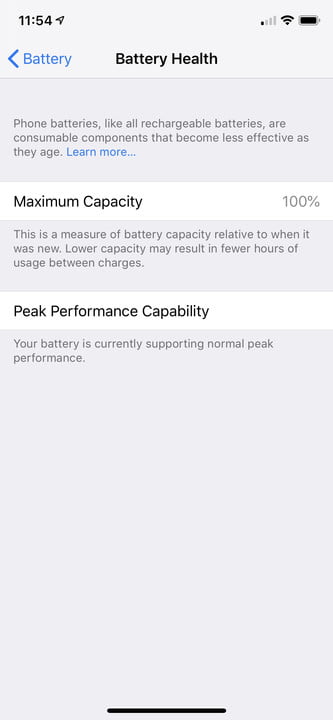 11:54
Battery
Battery Health
Phone batteries, like all rechargeable batteries, are
consumable components that become less effective as
they age. Learn more...
Maximum Capacity 100%
This is a measure of battery capacity relative to when it
was new. Lower capacity may result in fewer hours of
usage between charges.
Peak Performance Capability
Your battery is currently supporting normal peak
performance.